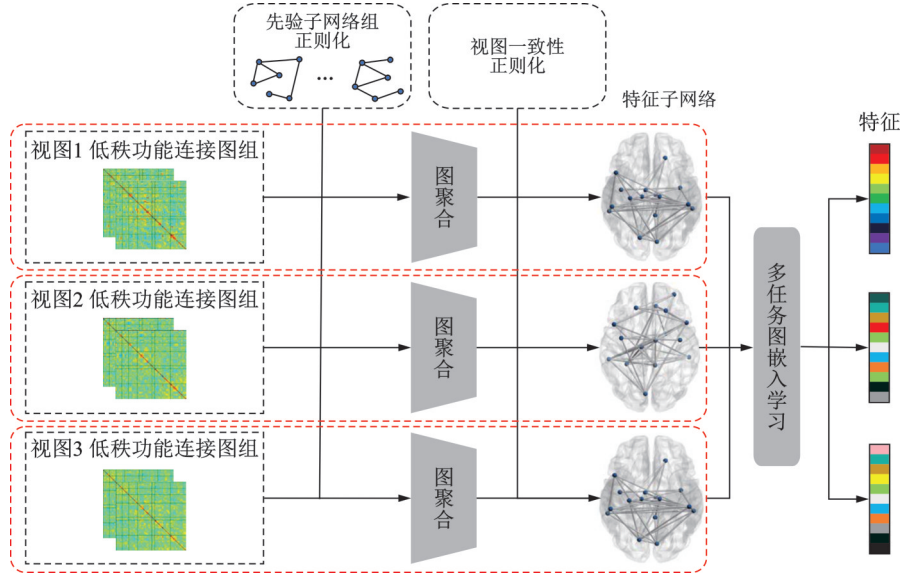 先验子网络组
正则化
...
视图一致性
正则化
特征子网络
特征
视图1 低秩功能连接图组
图聚合
视图2 低秩功能连接图组
图聚合
多任务图嵌入学习
视图3 低秩功能连接图组
图聚合